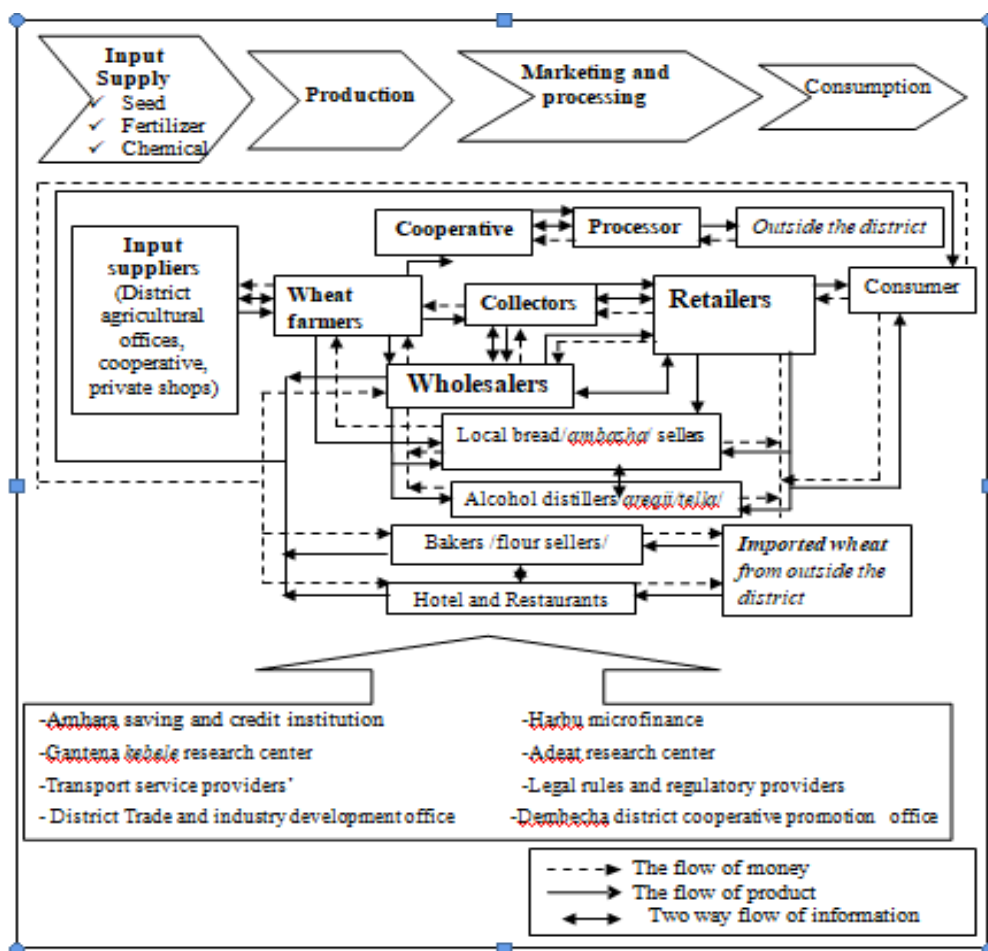 Input
Supply
✓ Seed
✓ Fertilizer
✓ Chemical
Production
Marketing and
processing
Consumption
Cooperative
Processor
Outside the district
Input
suppliers
(District
agricultural
offices,
cooperative,
private shops)
Wheat
farmers
Collectors
Retailers
Consumer
Wholesalers
Local bread/ambasha/ sellers
Alcohol distillers/aregii/tella/
Bakers /flour sellers/
Hotel and Restaurants
Imported wheat
from outside the
district
-Amhara saving and credit institution
-Harbu microfinance
-Gantena kebele research center
-Adeat research center
-Transport service providers'
-Legal rules and regulatory providers
- District Trade and industry development office
-Dembecha district cooperative promotion office
The flow of money
The flow of product
Two way flow of information